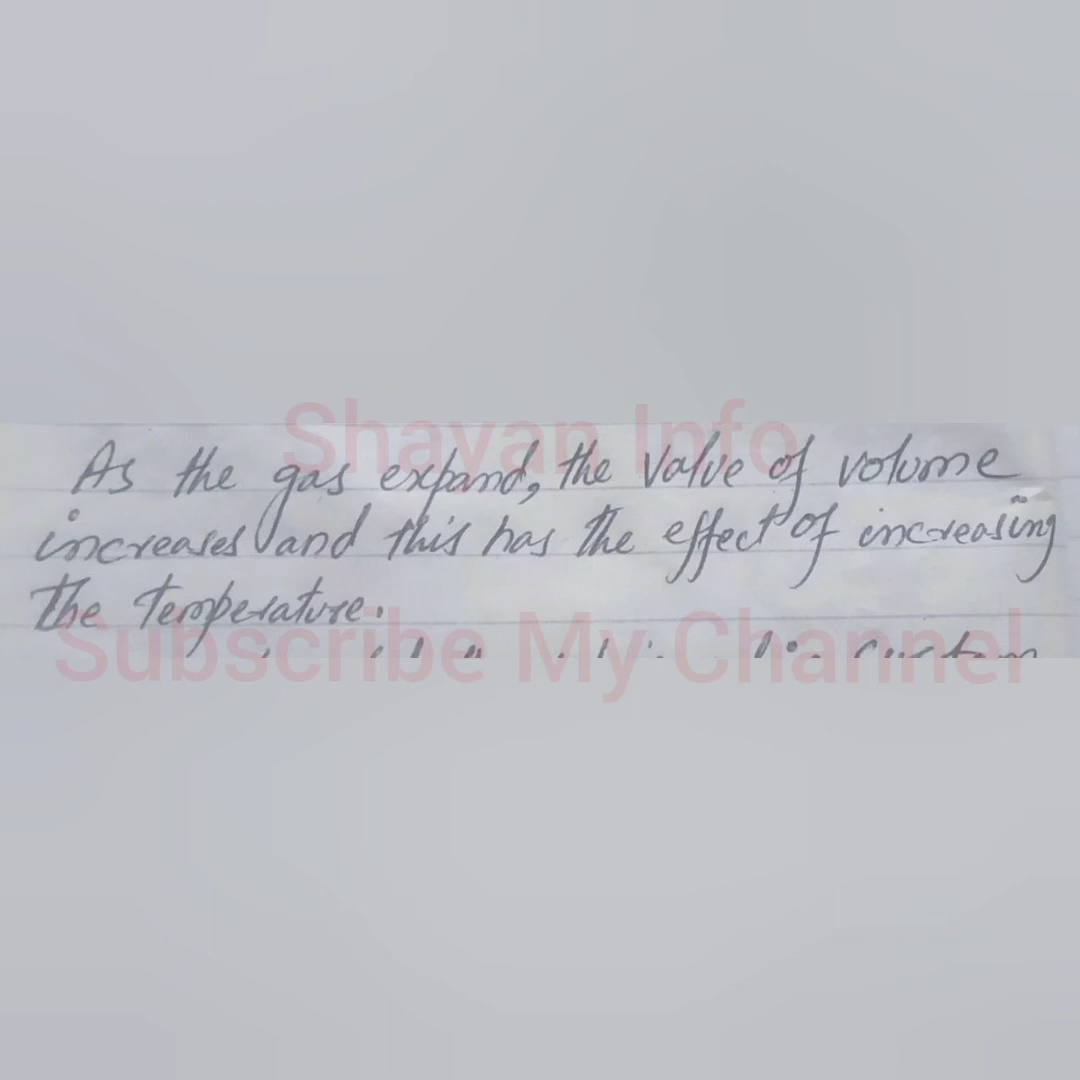 Shavan Info
As the gas expand, the value of volume
increases and this has the effect of increasing
the temperature.
Subscribe My Channel